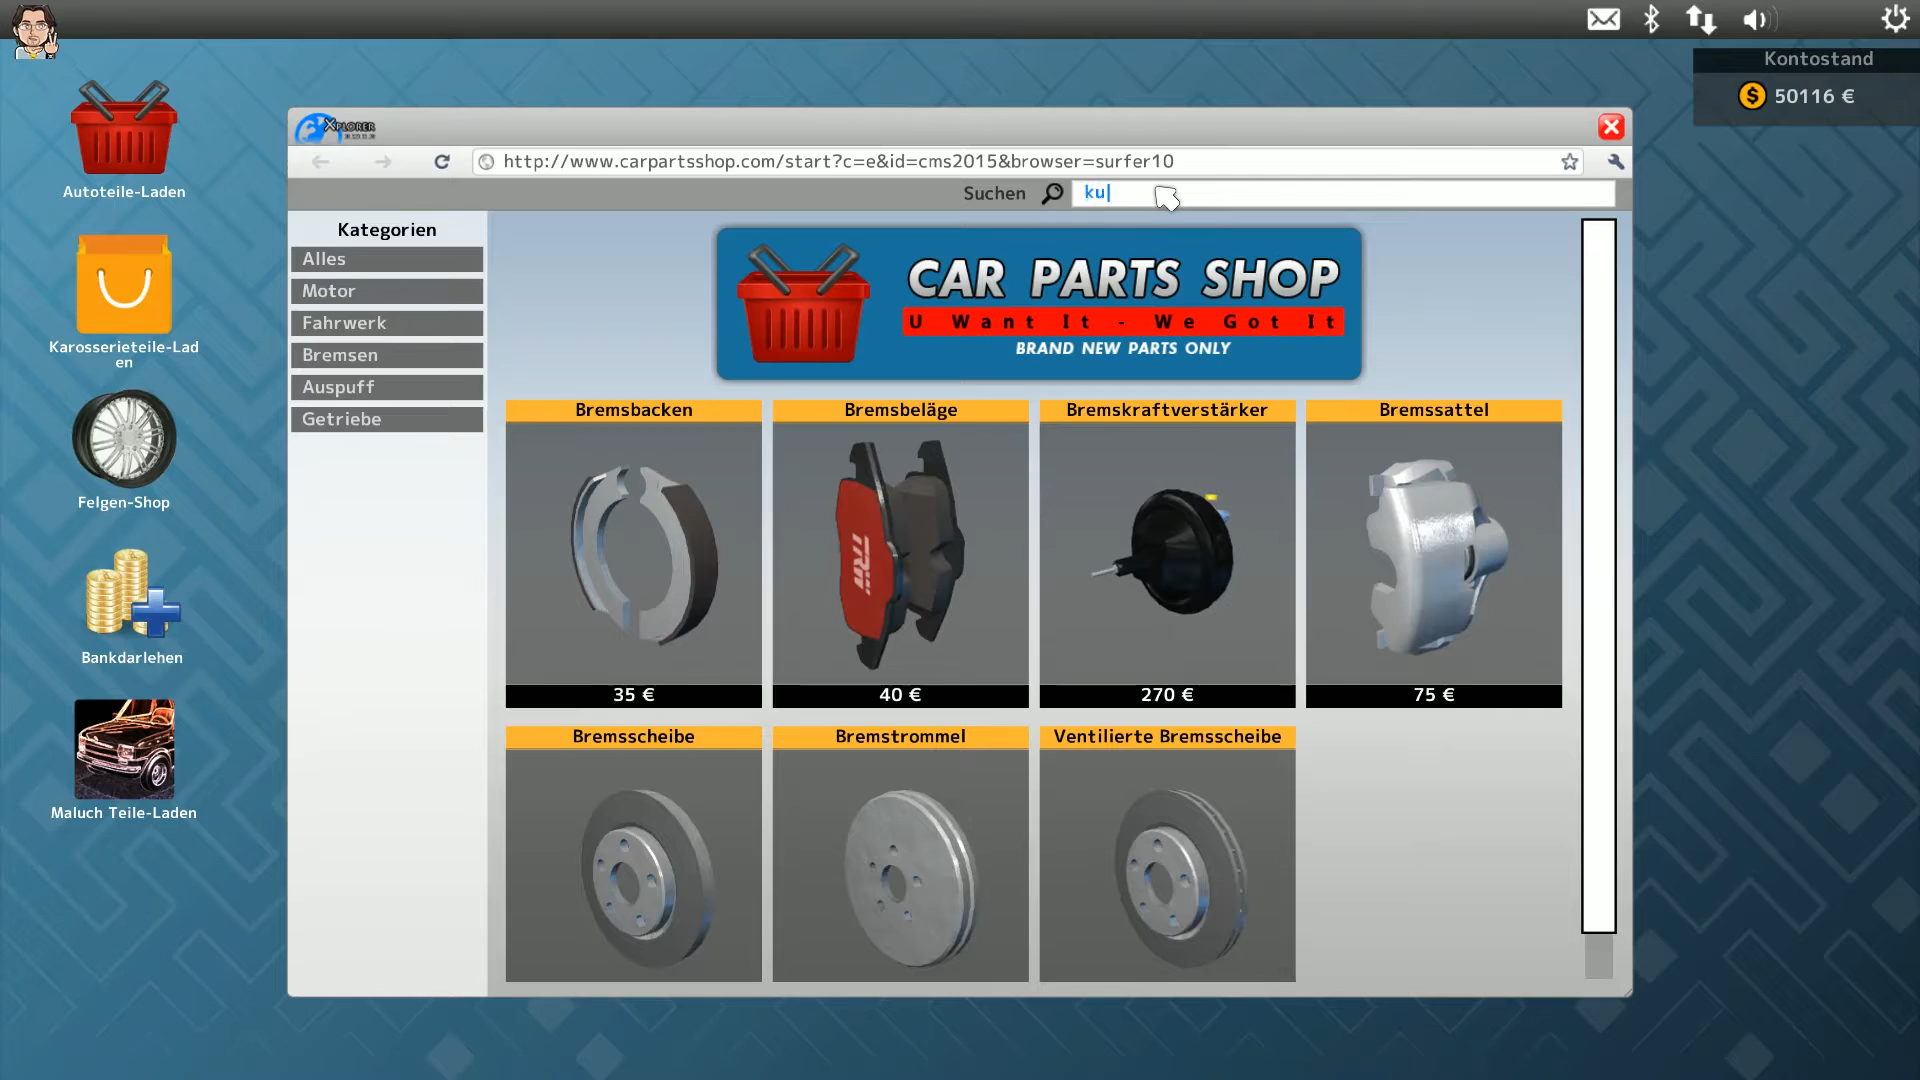 Kontostand
50116 €
Autoteile-Laden
Karosserieteile-Lad
en
Felgen-Shop
Bankdarlehen
Maluch Teile-Laden
XPLORER
http://www.carpartsshop.com/start?c=e&id=cms2015&browser=surfer10
Suchen ku
Kategorien
Alles
Motor
Fahrwerk
Bremsen
Auspuff
Getriebe
CAR PARTS SHOP
U Want It - We Got It
BRAND NEW PARTS ONLY
Bremsbacken
35 €
Bremsbeläge
TRW
40 €
Bremskraftverstärker
270 €
Bremssattel
75 €
Bremsscheibe
Bremstrommel
Ventilierte Bremsscheibe